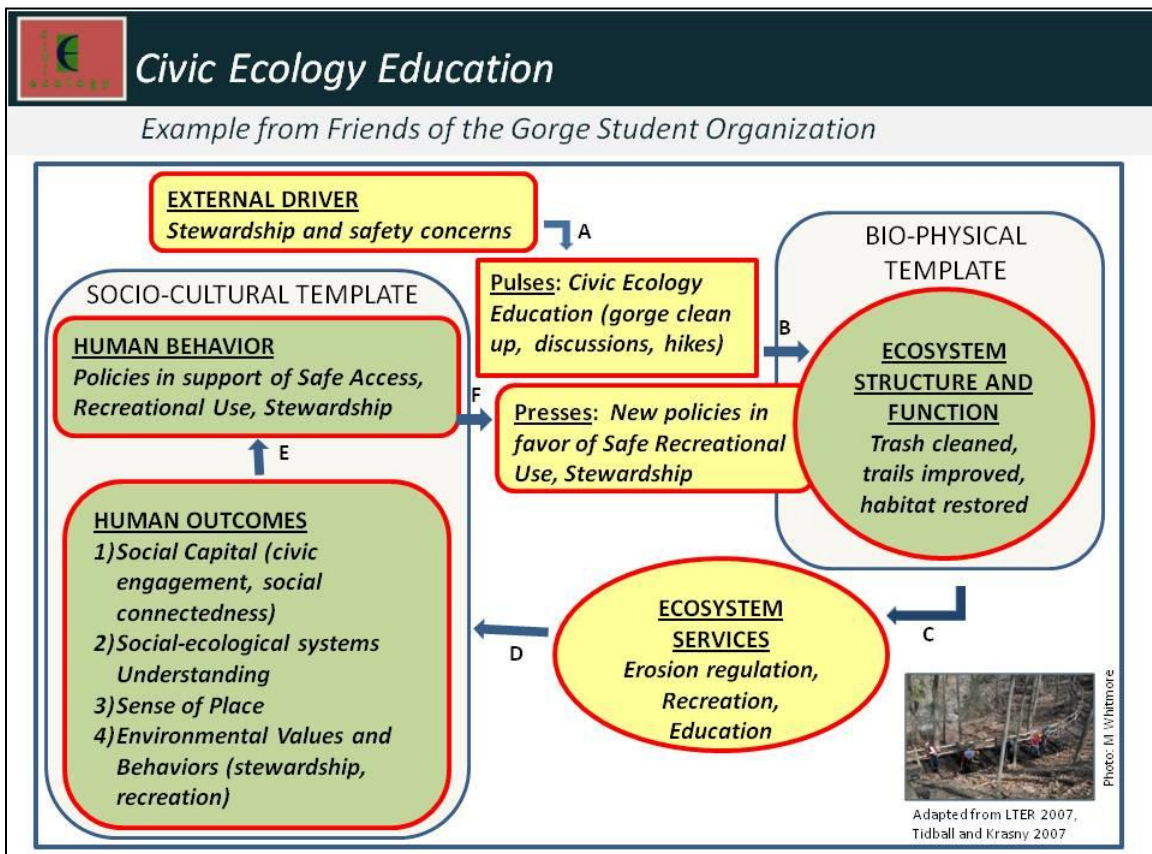 civic
ecology
Civic Ecology Education
Example from Friends of the Gorge Student Organization
EXTERNAL DRIVER
Stewardship and safety concerns
A
Pulses: Civic Ecology
Education (gorge clean
up, discussions, hikes)
B
BIO-PHYSICAL
TEMPLATE
ECOSYSTEM
STRUCTURE AND
FUNCTION
Trash cleaned,
trails improved,
habitat restored
SOCIO-CULTURAL TEMPLATE
HUMAN BEHAVIOR
Policies in support of Safe Access,
Recreational Use, Stewardship
F
Presses: New policies in
favor of Safe Recreational
Use, Stewardship
E
HUMAN OUTCOMES
1)Social Capital (civic
engagement, social
connectedness)
2)Social-ecological systems
Understanding
3)Sense of Place
4)Environmental Values and
Behaviors (stewardship,
recreation)
D
ECOSYSTEM
SERVICES
Erosion regulation,
Recreation,
Education
C
Photo: M Whitmore
Adapted from LTER 2007,
Tidball and Krasny 2007